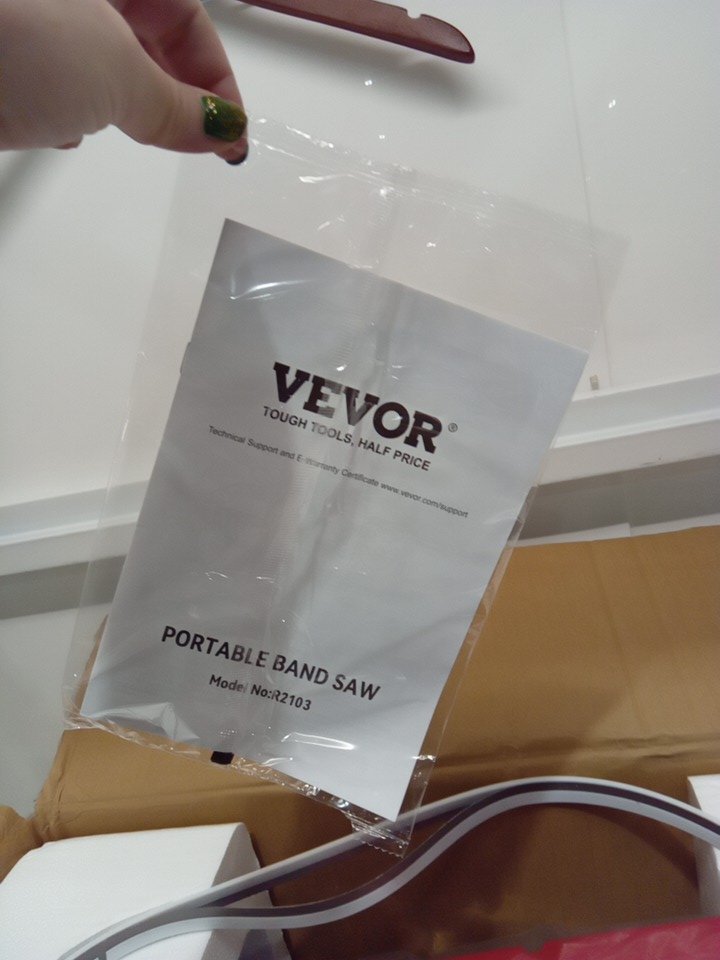 VEVOR®
TOUGH TOOLS, HALF PRICE
Technical Support and E-Warranty Certificate www.vevor.com/support
PORTABLE BAND SAW
Model No:R2103